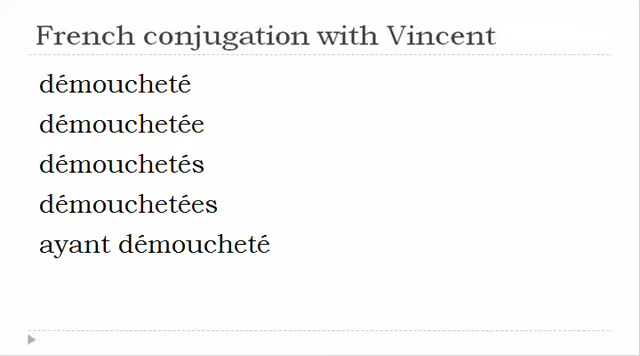 French conjugation with Vincent
démoucheté
démouchetée
démouchetés
démouchetées
ayant démoucheté